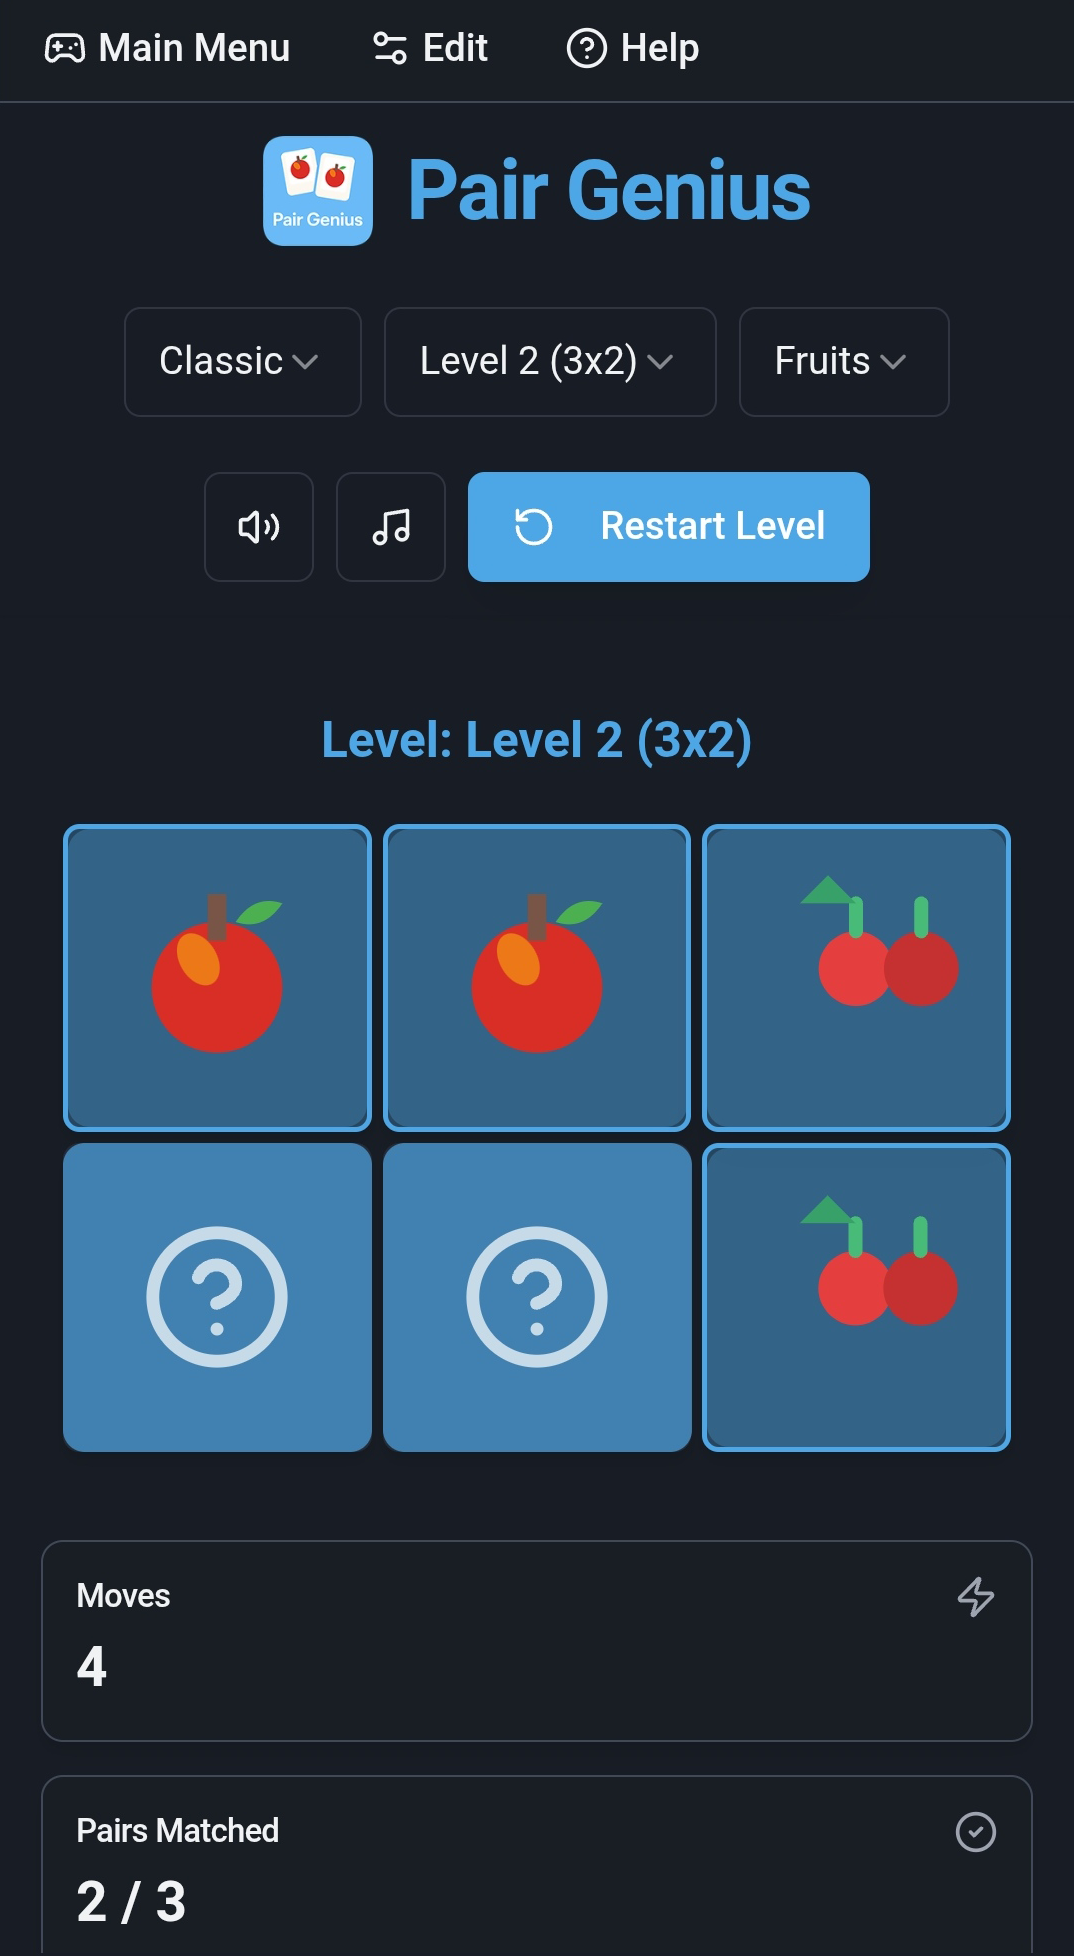 Main Menu Edit Help
Pair Genius
Pair Genius
Classic Level 2 (3x2) Fruits
Restart Level
Level: Level 2 (3x2)
?
?
Moves
4
Pairs Matched
2 / 3